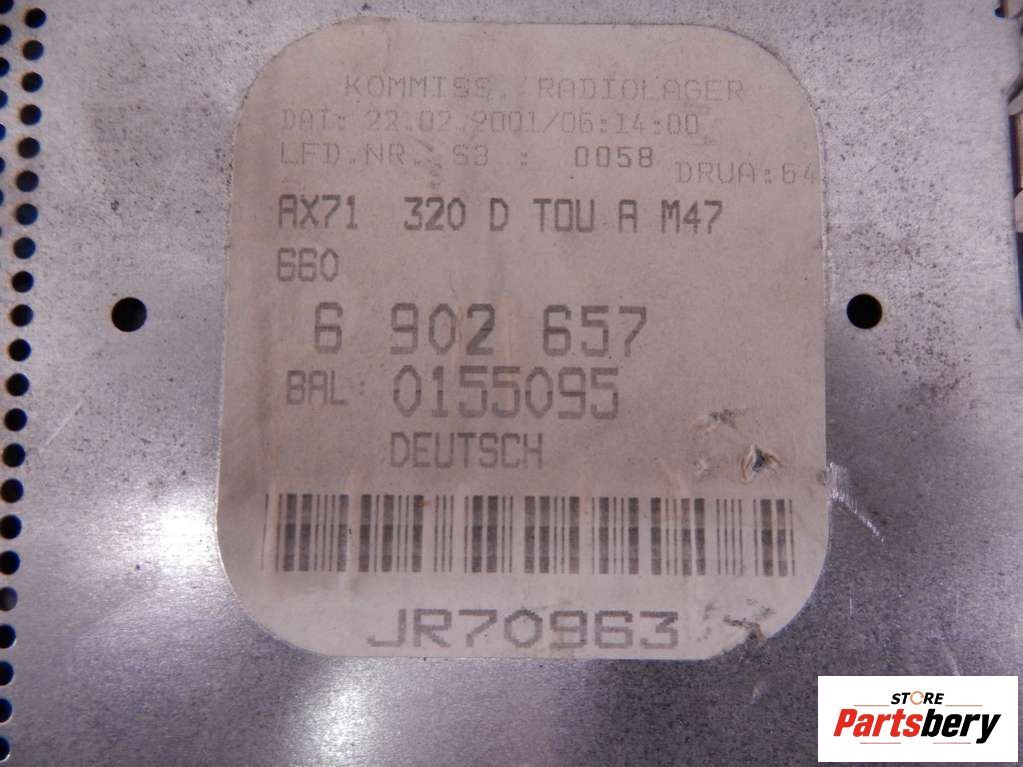 KOMMISS. RADIOLAGER
DAT: 22.02.2001/06:14:00
LFD.NR. S3 : 0058 DRUA:64
AX71 320 D TOU A M47
660
6 902 657
BAL: 0155095
DEUTSCH
JR70963
STORE
Partsbery